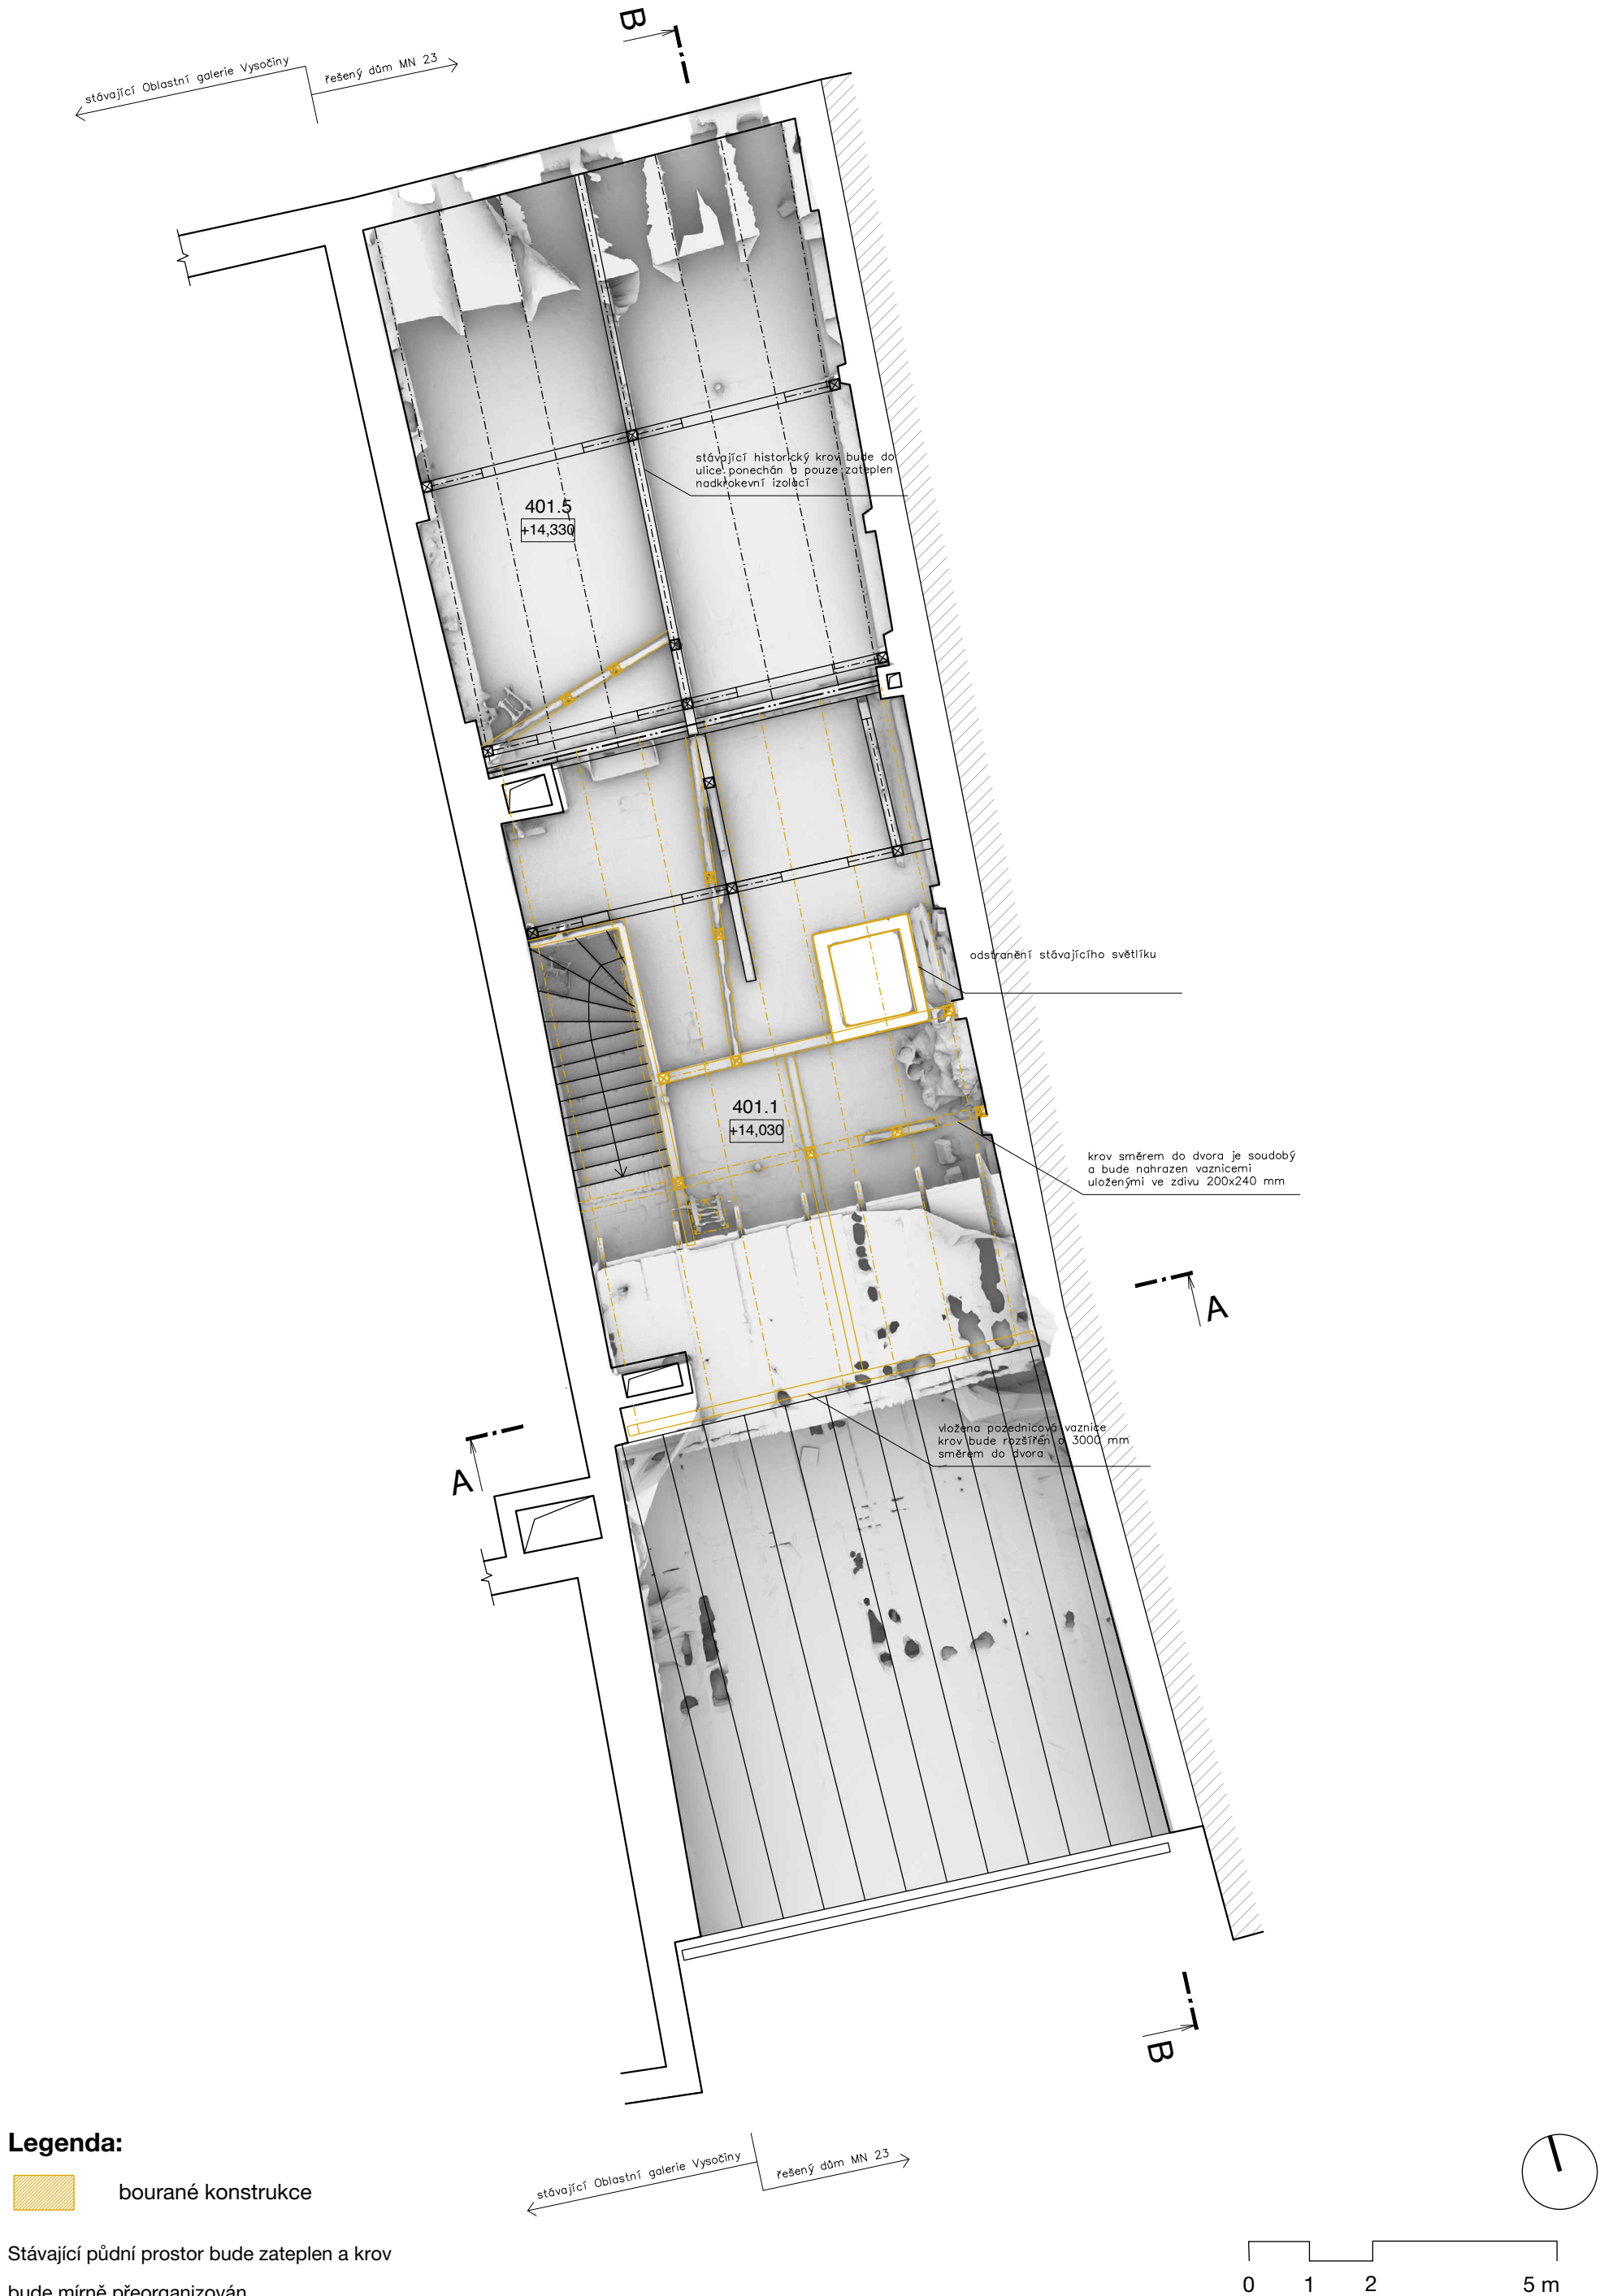 B
stávající Oblastní galerie Vysočiny
řešený dům MN 23
stávající historický krov bude do
ulice ponechán a pouze zateplen
nadkrokevní izolací
401.5
+14,330
odstranění stávajícího světlíku
401.1
+14,030
krov směrem do dvora je soudobý
a bude nahrazen vaznicemi
uloženými ve zdivu 200x240 mm
A
vložena pozednicová vaznice
krov bude rozšířen o 3000 mm
směrem do dvora
A
B
Legenda:
bourané konstrukce
stávající Oblastní galerie Vysočiny
řešený dům MN 23
Stávající půdní prostor bude zateplen a krov
bude mírně přeorganizován
0 1 2 5 m